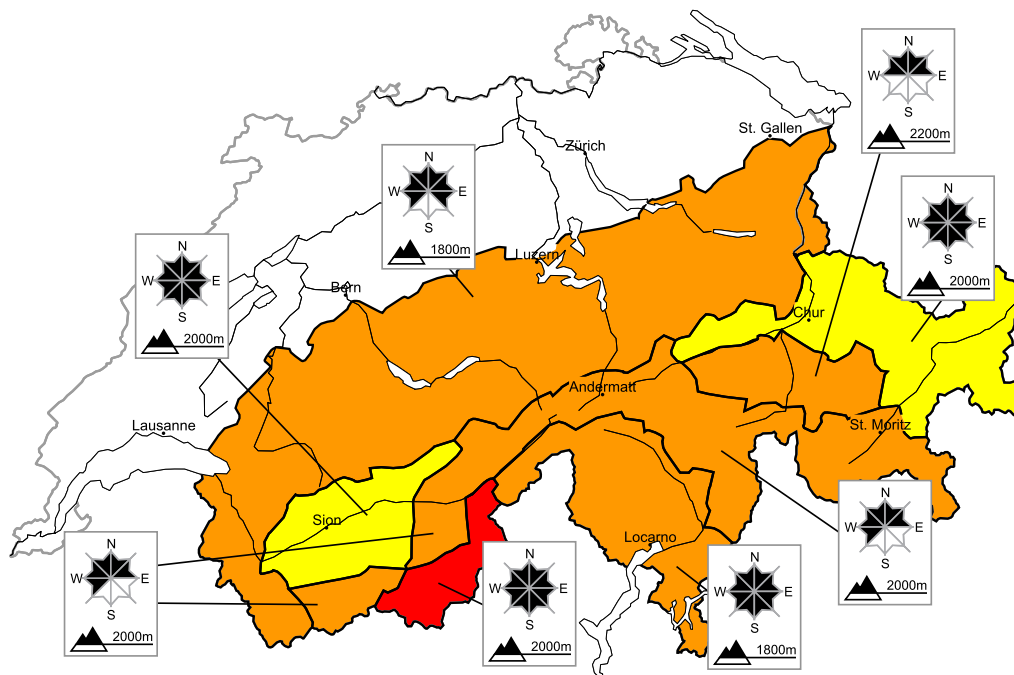 N
W E
S
2200m
St. Gallen
Zürich
N
W E
S
1800m
N
W E
S
2000m
N
W E
S
2000m
Luzern
Bern
Chur
Andermatt
Lausanne
St. Moritz
Sion
Locarno
N
W E
S
2000m
N
W E
S
2000m
N
W E
S
2000m
N
W E
S
1800m